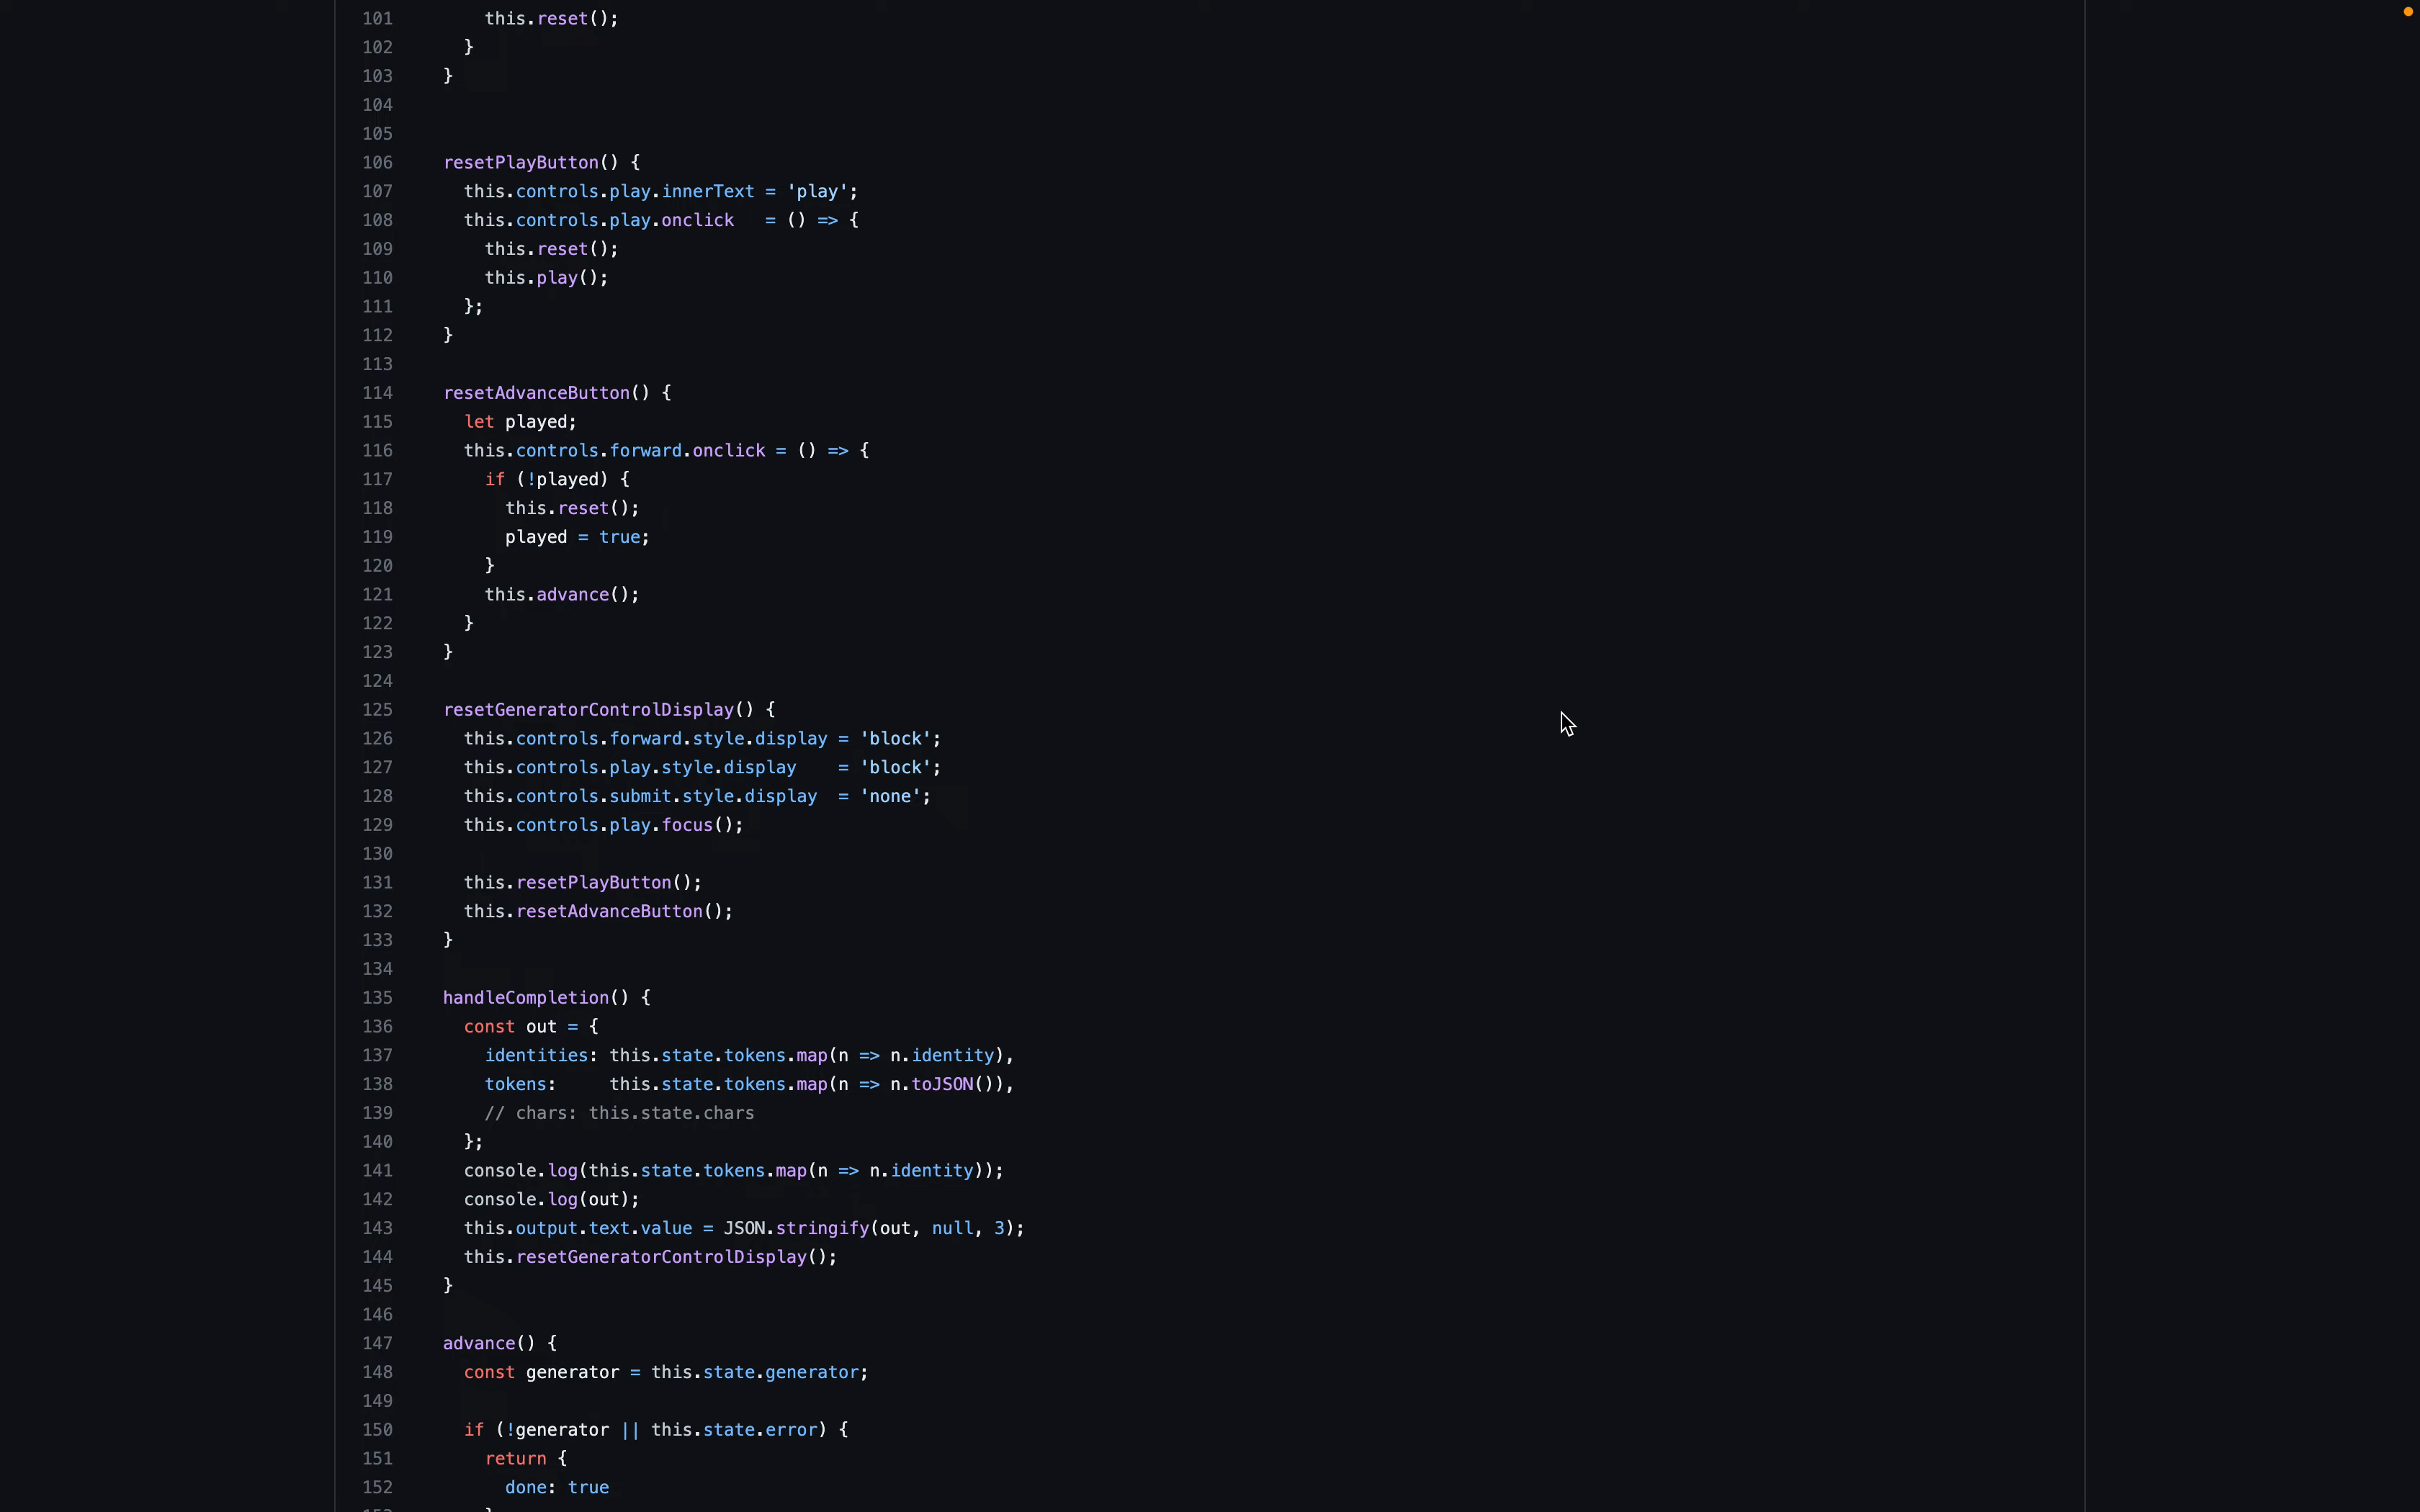 101 this.reset();
102 }
103 }
104
105
106 resetPlayButton() {
107 this.controls.play.innerText = 'play';
108 this.controls.play.onclick   = () => {
109 this.reset();
110 this.play();
111 };
112 }
113
114 resetAdvanceButton() {
115 let played;
116 this.controls.forward.onclick = () => {
117 if (!played) {
118 this.reset();
119 played = true;
120 }
121 this.advance();
122 }
123 }
124
125 resetGeneratorControlDisplay() {
126 this.controls.forward.style.display = 'block';
127 this.controls.play.style.display    = 'block';
128 this.controls.submit.style.display  = 'none';
129 this.controls.play.focus();
130
131 this.resetPlayButton();
132 this.resetAdvanceButton();
133 }
134
135 handleCompletion() {
136 const out = {
137 identities: this.state.tokens.map(n => n.identity),
138 tokens:     this.state.tokens.map(n => n.toJSON()),
139 // chars: this.state.chars
140 };
141 console.log(this.state.tokens.map(n => n.identity));
142 console.log(out);
143 this.output.text.value = JSON.stringify(out, null, 3);
144 this.resetGeneratorControlDisplay();
145 }
146
147 advance() {
148 const generator = this.state.generator;
149
150 if (!generator || this.state.error) {
151 return {
152 done: true